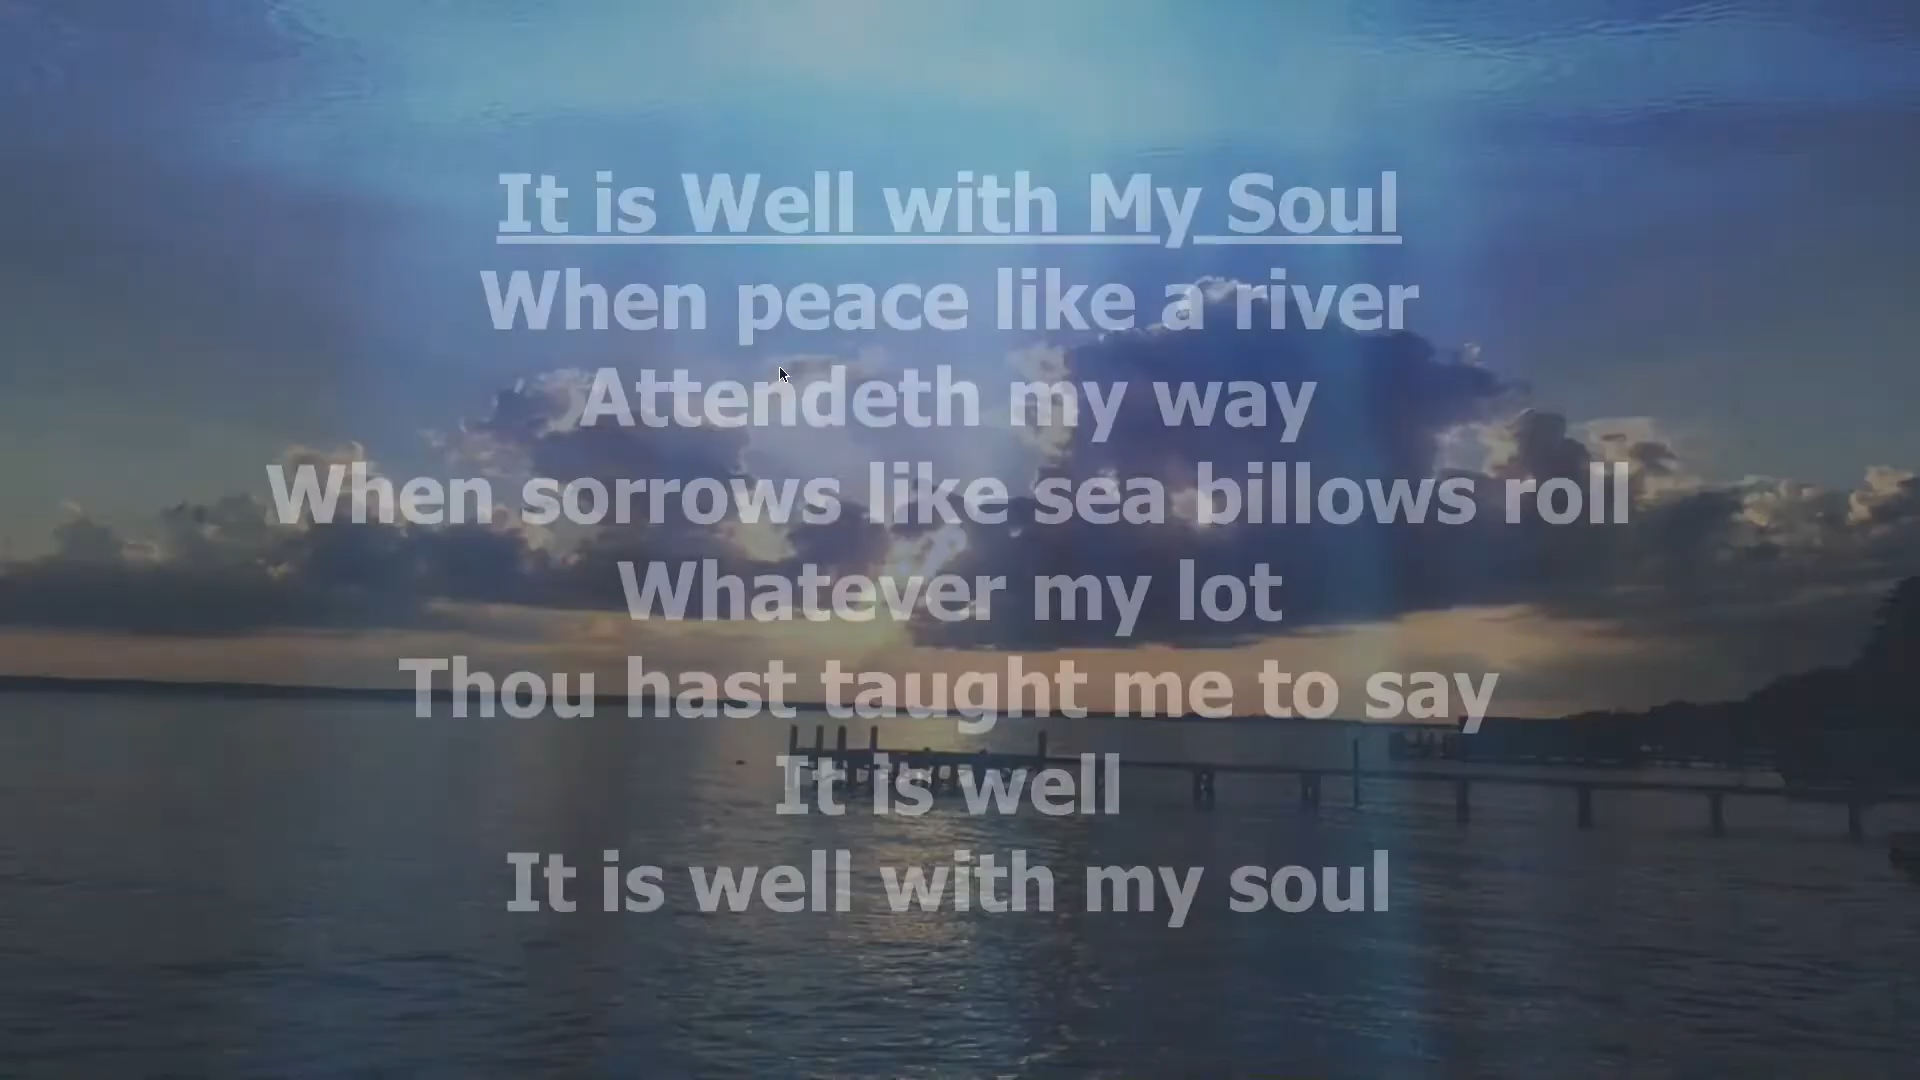 It is Well with My Soul
When peace like a river
Attendeth my way
When sorrows like sea billows roll
Whatever my lot
Thou hast taught me to say
It is well
It is well with my soul